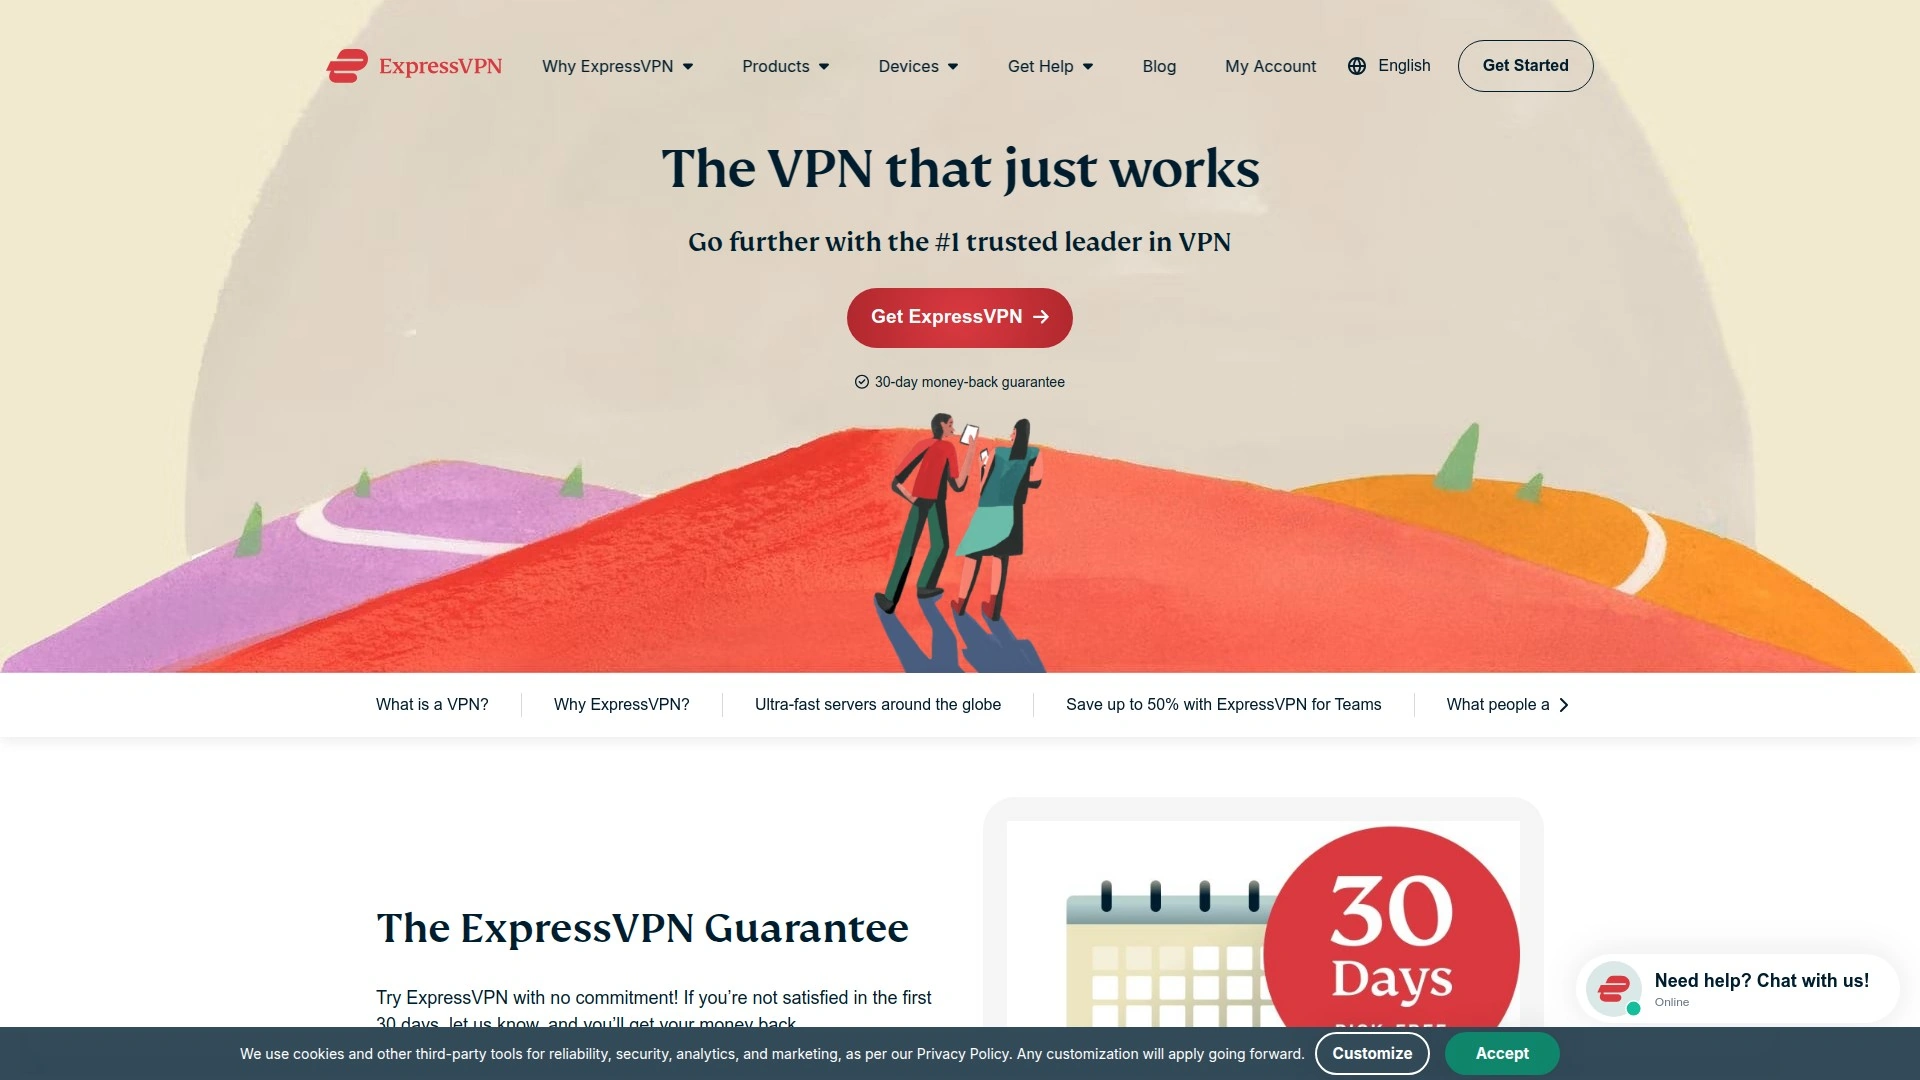 ExpressVPN
Why ExpressVPN
Products
Devices
Get Help
Blog
My Account
English
Get Started
The VPN that just works
Go further with the #1 trusted leader in VPN
Get ExpressVPN
30-day money-back guarantee
What is a VPN?
Why ExpressVPN?
Ultra-fast servers around the globe
Save up to 50% with ExpressVPN for Teams
What people a
The ExpressVPN Guarantee
Try ExpressVPN with no commitment! If you’re not satisfied in the first
30 days, let us know, and you’ll get your money back.
30
Days
RISK-FREE
Need help? Chat with us!
Online
We use cookies and other third-party tools for reliability, security, analytics, and marketing, as per our Privacy Policy. Any customization will apply going forward.
Customize
Accept